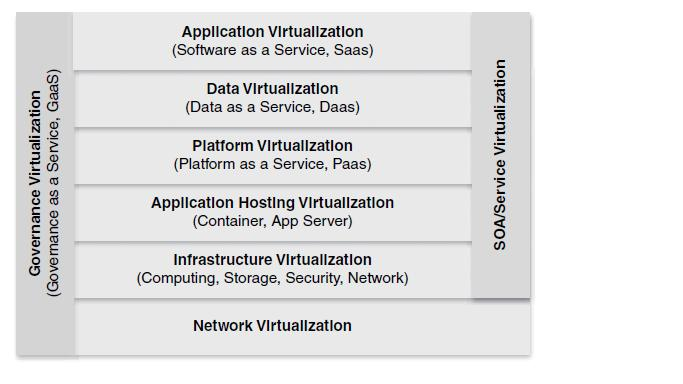 Governance Virtualization
(Governance as a Service, GaaS)
Application Virtualization
(Software as a Service, Saas)
Data Virtualization
(Data as a Service, Daas)
Platform Virtualization
(Platform as a Service, Paas)
Application Hosting Virtualization
(Container, App Server)
Infrastructure Virtualization
(Computing, Storage, Security, Network)
Network Virtualization
SOA/Service Virtualization